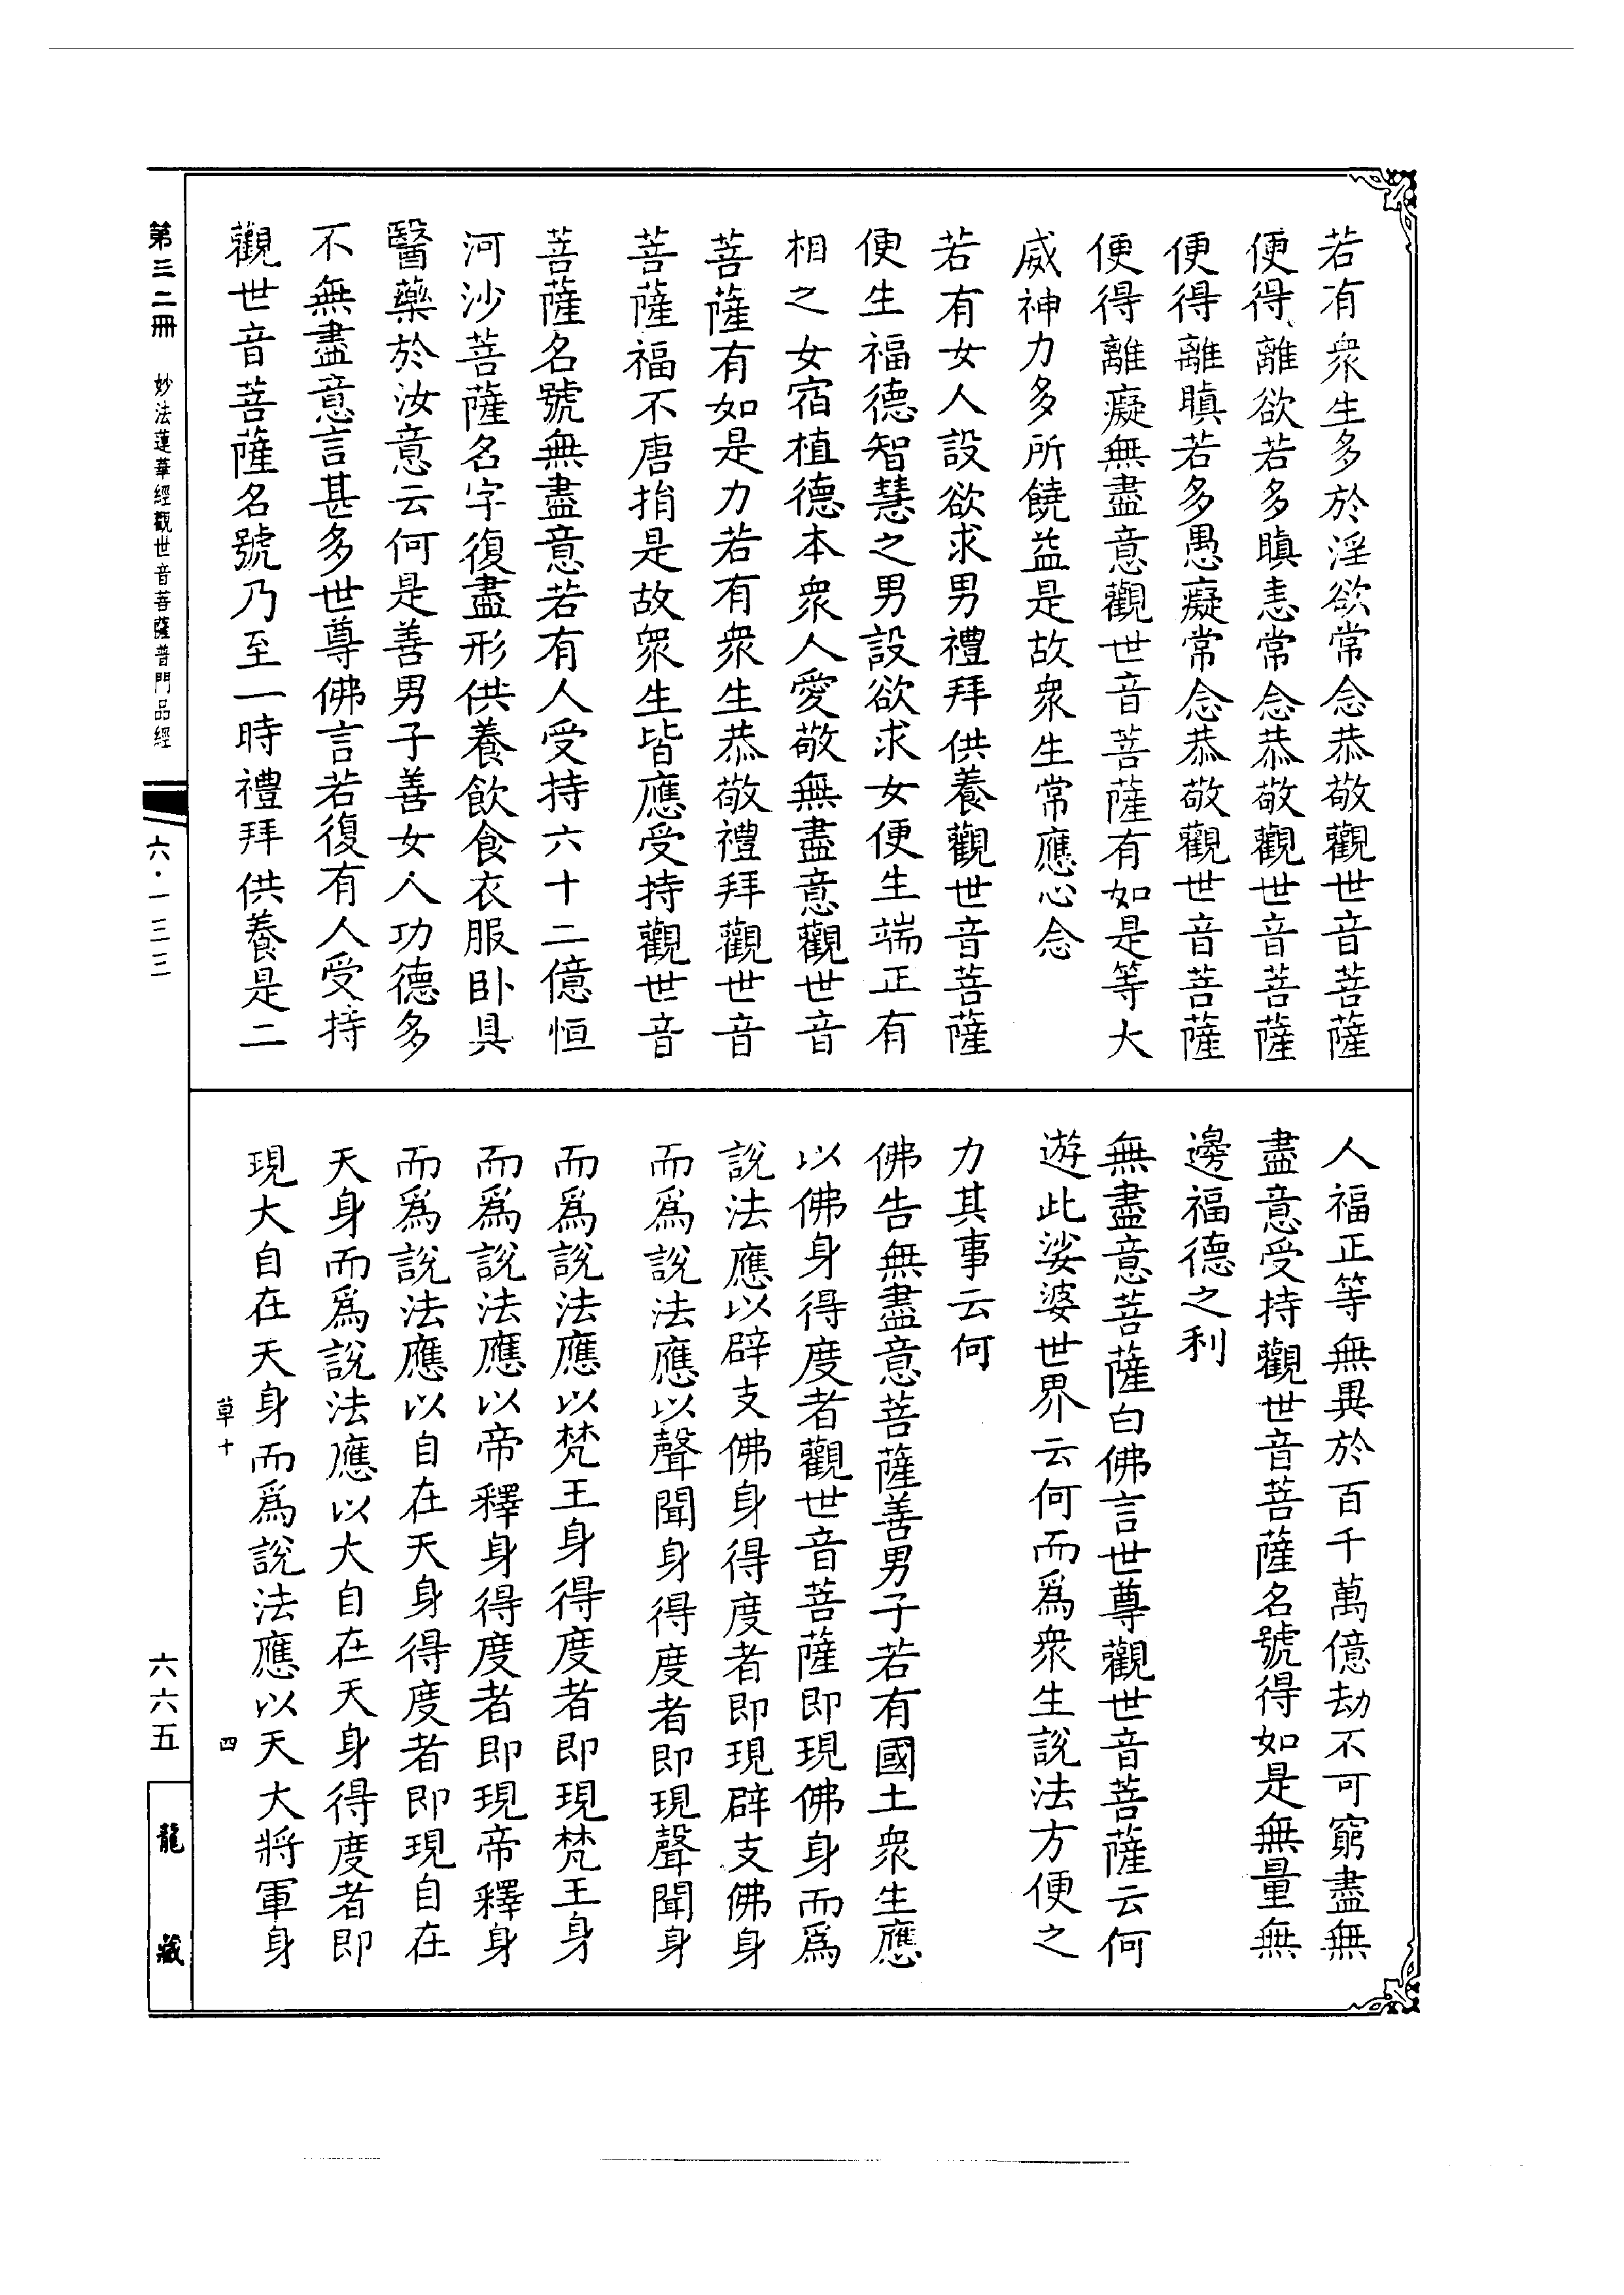 若有眾生多於淫欲常念恭敬觀世音菩薩
便得離欲若多瞋恚常念恭敬觀世音菩薩
便得離瞋若多愚癡常念恭敬觀世音菩薩
便得離癡無盡意觀世音菩薩有如是等大
威神力多所饒益是故眾生常應心念
若有女人設欲求男禮拜供養觀世音菩薩
便生福德智慧之男設欲求女便生端正有
相之女宿植德本眾人愛敬無盡意觀世音
菩薩有如是力若有眾生恭敬禮拜觀世音
菩薩福不唐捐是故眾生皆應受持觀世音
菩薩名號無盡意若有人受持六十二億恒
河沙菩薩名字復盡形供養飲食衣服臥具
醫藥於汝意云何是善男子善女人功德多
不無盡意言甚多世尊佛言若復有人受持
觀世音菩薩名號乃至一時禮拜供養是二
人福正等無異於百千萬億劫不可窮盡無
盡意受持觀世音菩薩名號得如是無量無
邊福德之利
無盡意菩薩白佛言世尊觀世音菩薩云何
遊此娑婆世界云何而為眾生說法方便之
力其事云何
佛告無盡意菩薩善男子若有國土眾生應
以佛身得度者觀世音菩薩即現佛身而為
說法應以辟支佛身得度者即現辟支佛身
而為說法應以聲聞身得度者即現聲聞身
而為說法應以梵王身得度者即現梵王身
而為說法應以帝釋身得度者即現帝釋身
而為說法應以自在天身得度者即現自在
天身而為說法應以大自在天身得度者即
現大自在天身而為說法應以天大將軍身
草十 四
第三二冊 妙法蓮華經觀世音菩薩普門品經 六·一三三 六六五 龍藏